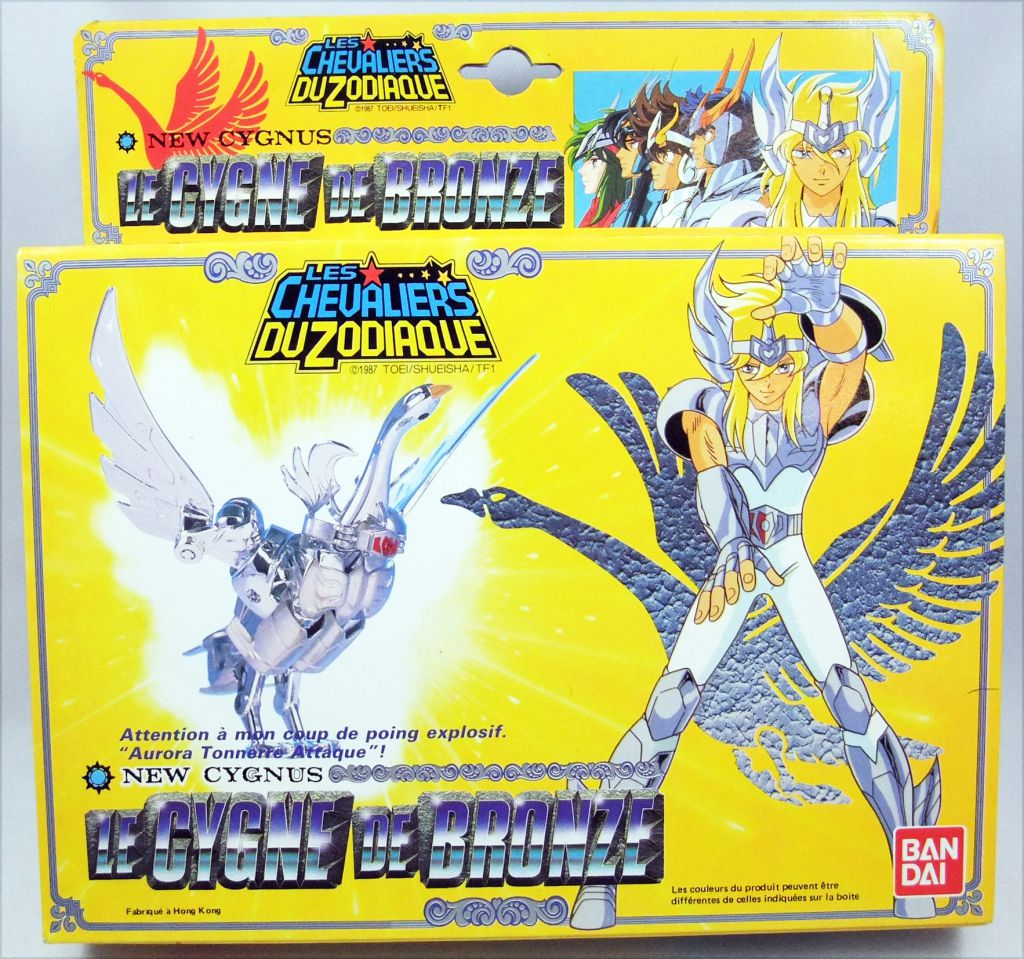 LES
CHEVALIERS
DU ZODIAQUE
©1987 TOEI/SHUEISHA/TF1
NEW CYGNUS
LE CYGNE DE BRONZE
LES
CHEVALIERS
DU ZODIAQUE
©1987 TOEI/SHUEISHA/TF1
Attention à mon coup de poing explosif.
"Aurora Tonnerre Attaque"!
NEW CYGNUS
LE CYGNE DE BRONZE
Fabriqué à Hong Kong
Les couleurs du produit peuvent être
différentes de celles indiquées sur la boite
BAN
DAI